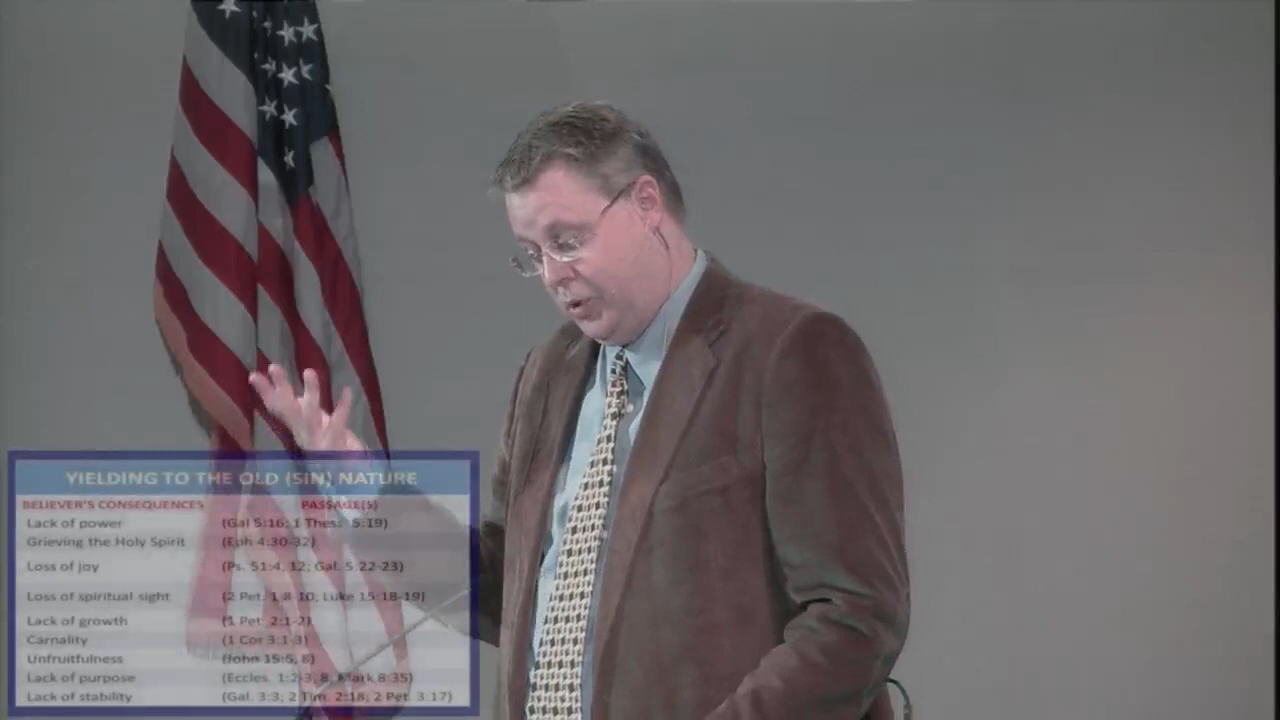 YIELDING TO THE OLD (SIN) NATURE
BELIEVER'S CONSEQUENCES PASSAGE(S)
Lack of power (Gal 5:16; 1 Thess. 5:19)
Grieving the Holy Spirit (Eph 4:30-32)
Loss of joy (Ps. 51:4, 12; Gal. 5:22-23)
Loss of spiritual sight (2 Pet. 1:8-10; Luke 15:18-19)
Lack of growth (1 Pet. 2:1-2)
Carnality (1 Cor 3:1-3)
Unfruitfulness (John 15:5, 8)
Lack of purpose (Eccles. 1:2-3, 8; Mark 8:35)
Lack of stability (Gal. 3:3; 2 Tim. 2:18; 2 Pet. 3:17)